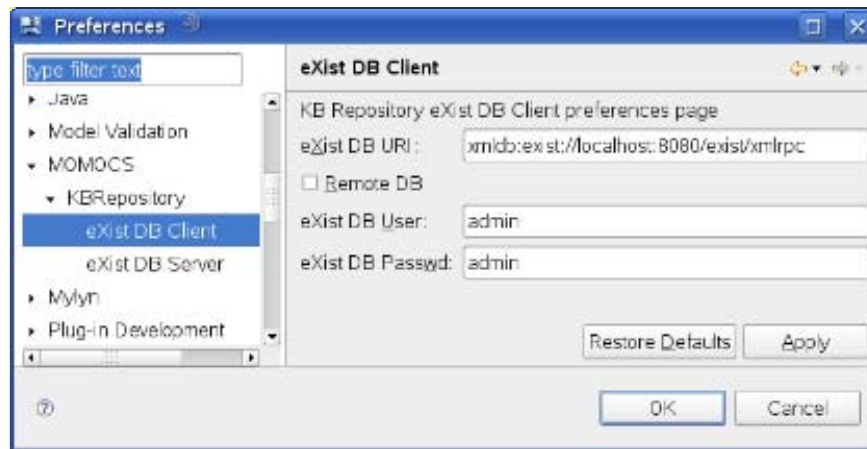 Preferences
type filter text
Java
Model Validation
MOMOCS
KBRepository
eXist DB Client
eXist DB Server
Mylyn
Plug-in Development
eXist DB Client
KB Repository eXist DB Client preferences page
eXist DB URI: xmldb:exist://localhost:8080/exist/xmlrpc
Remote DB
eXist DB User: admin
eXist DB Passwd: admin
Restore Defaults Apply
OK Cancel